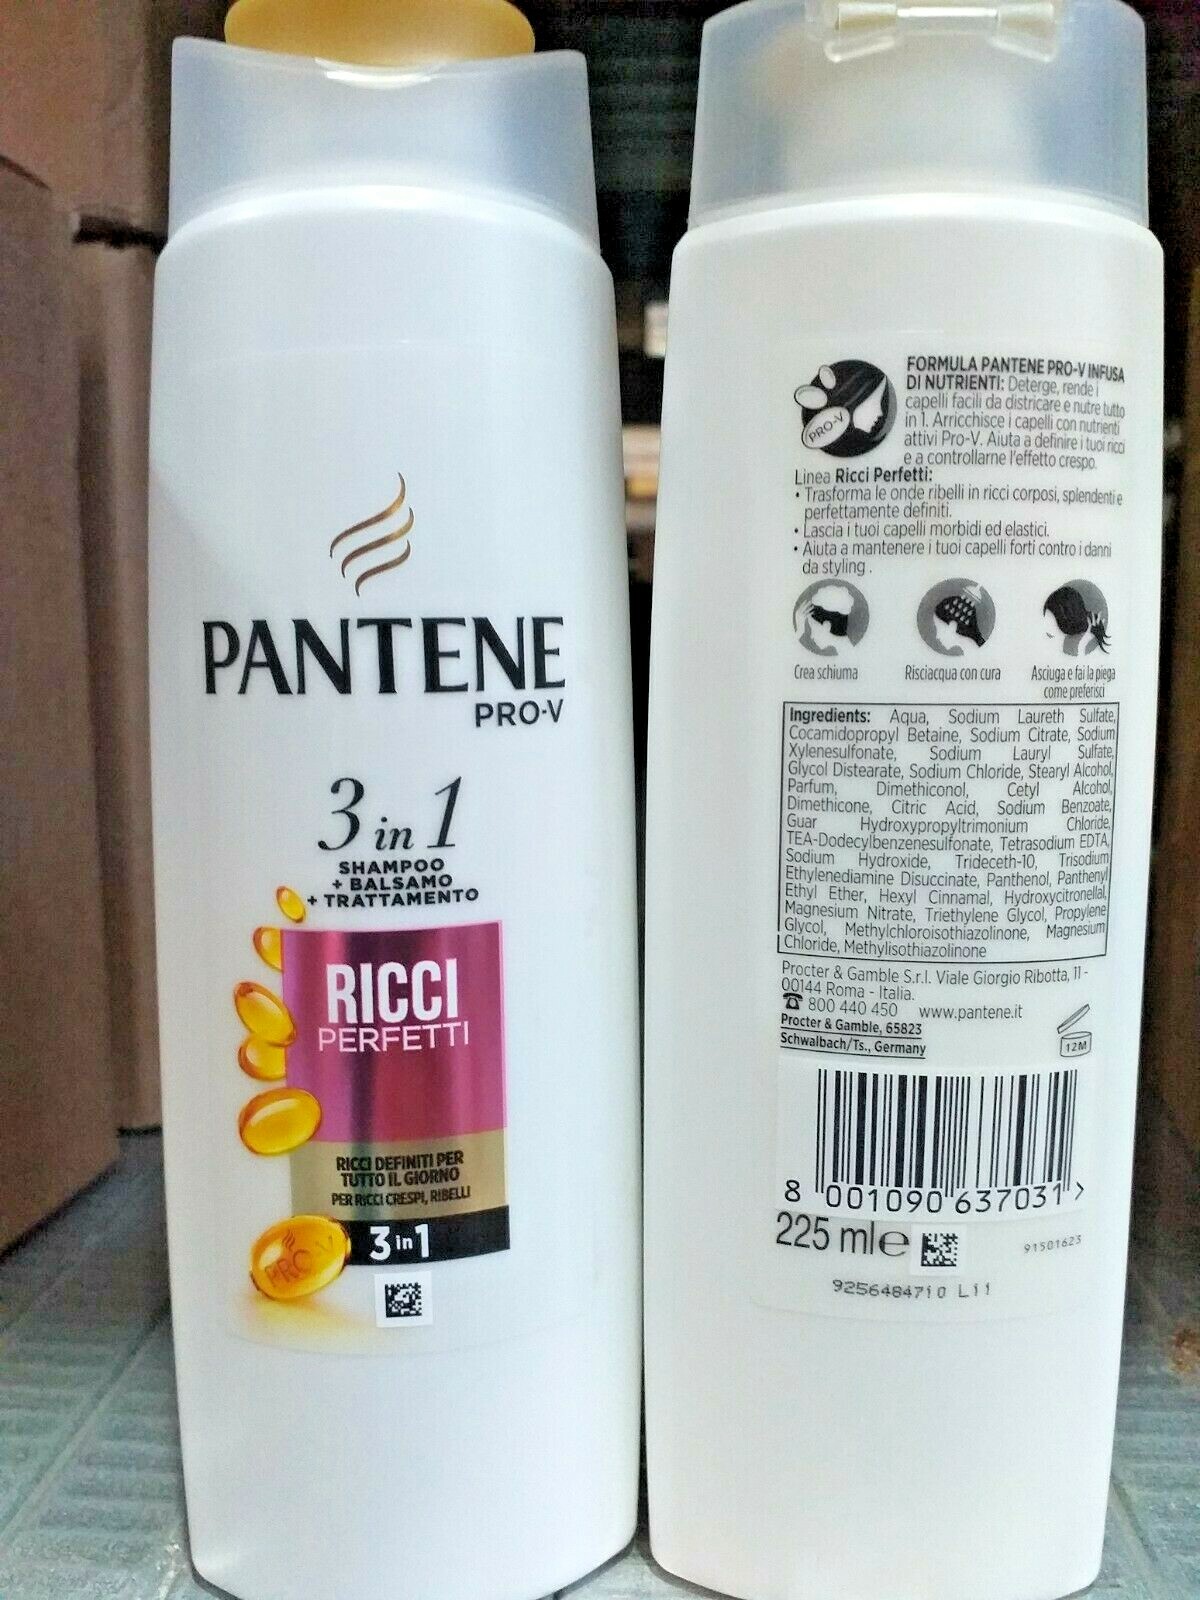 PANTENE
PRO-V
3 in 1
SHAMPOO
+ BALSAMO
+ TRATTAMENTO
RICCI
PERFETTI
RICCI DEFINITI PER
TUTTO IL GIORNO
PER RICCI CRESPI, RIBELLI
3 in 1
PRO-V
PRO-V
FORMULA PANTENE PRO-V INFUSA
DI NUTRIENTI: Deterge, rende i
capelli facili da districare e nutre tutto
in 1. Arricchisce i capelli con nutrienti
attivi Pro-V. Aiuta a definire i tuoi ricci
e a controllarne l'effetto crespo.
Linea Ricci Perfetti:
• Trasforma le onde ribelli in ricci corposi, splendenti e
perfettamente definiti.
• Lascia i tuoi capelli morbidi ed elastici.
• Aiuta a mantenere i tuoi capelli forti contro i danni
da styling .
Crea schiuma
Risciacqua con cura
Asciuga e fai la piega
come preferisci
Ingredients: Aqua, Sodium Laureth Sulfate,
Cocamidopropyl Betaine, Sodium Citrate, Sodium
Xylenesulfonate, Sodium Lauryl Sulfate,
Glycol Distearate, Sodium Chloride, Stearyl Alcohol,
Parfum, Dimethiconol, Cetyl Alcohol,
Dimethicone, Citric Acid, Sodium Benzoate,
Guar Hydroxypropyltrimonium Chloride,
TEA-Dodecylbenzenesulfonate, Tetrasodium EDTA,
Sodium Hydroxide, Trideceth-10, Trisodium
Ethylenediamine Disuccinate, Panthenol, Panthenyl
Ethyl Ether, Hexyl Cinnamal, Hydroxycitronellal,
Magnesium Nitrate, Triethylene Glycol, Propylene
Glycol, Methylchloroisothiazolinone, Magnesium
Chloride, Methylisothiazolinone
Procter & Gamble S.r.l. Viale Giorgio Ribotta, 11 -
00144 Roma - Italia.
☎ 800 440 450 www.pantene.it
Procter & Gamble, 65823
Schwalbach/Ts., Germany
12M
8 001090 637031 >
225 ml e
91501623
9256484710 L11